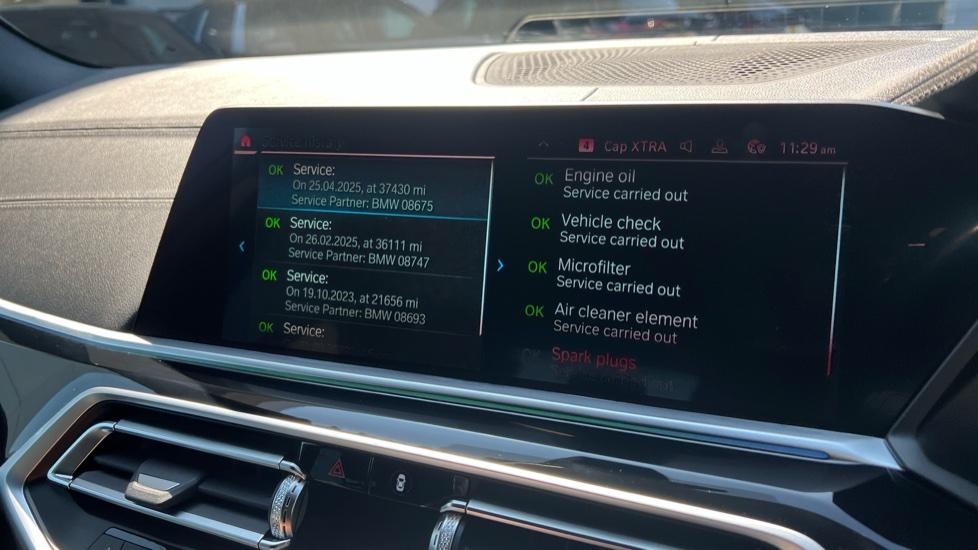 Service history
4 Cap XTRA 11:29 am
OK Service:
On 25.04.2025, at 37430 mi
Service Partner: BMW 08675
OK Service:
On 26.02.2025, at 36111 mi
Service Partner: BMW 08747
OK Service:
On 19.10.2023, at 21656 mi
Service Partner: BMW 08693
OK Service:
OK Engine oil
Service carried out
OK Vehicle check
Service carried out
OK Microfilter
Service carried out
OK Air cleaner element
Service carried out
OK Spark plugs